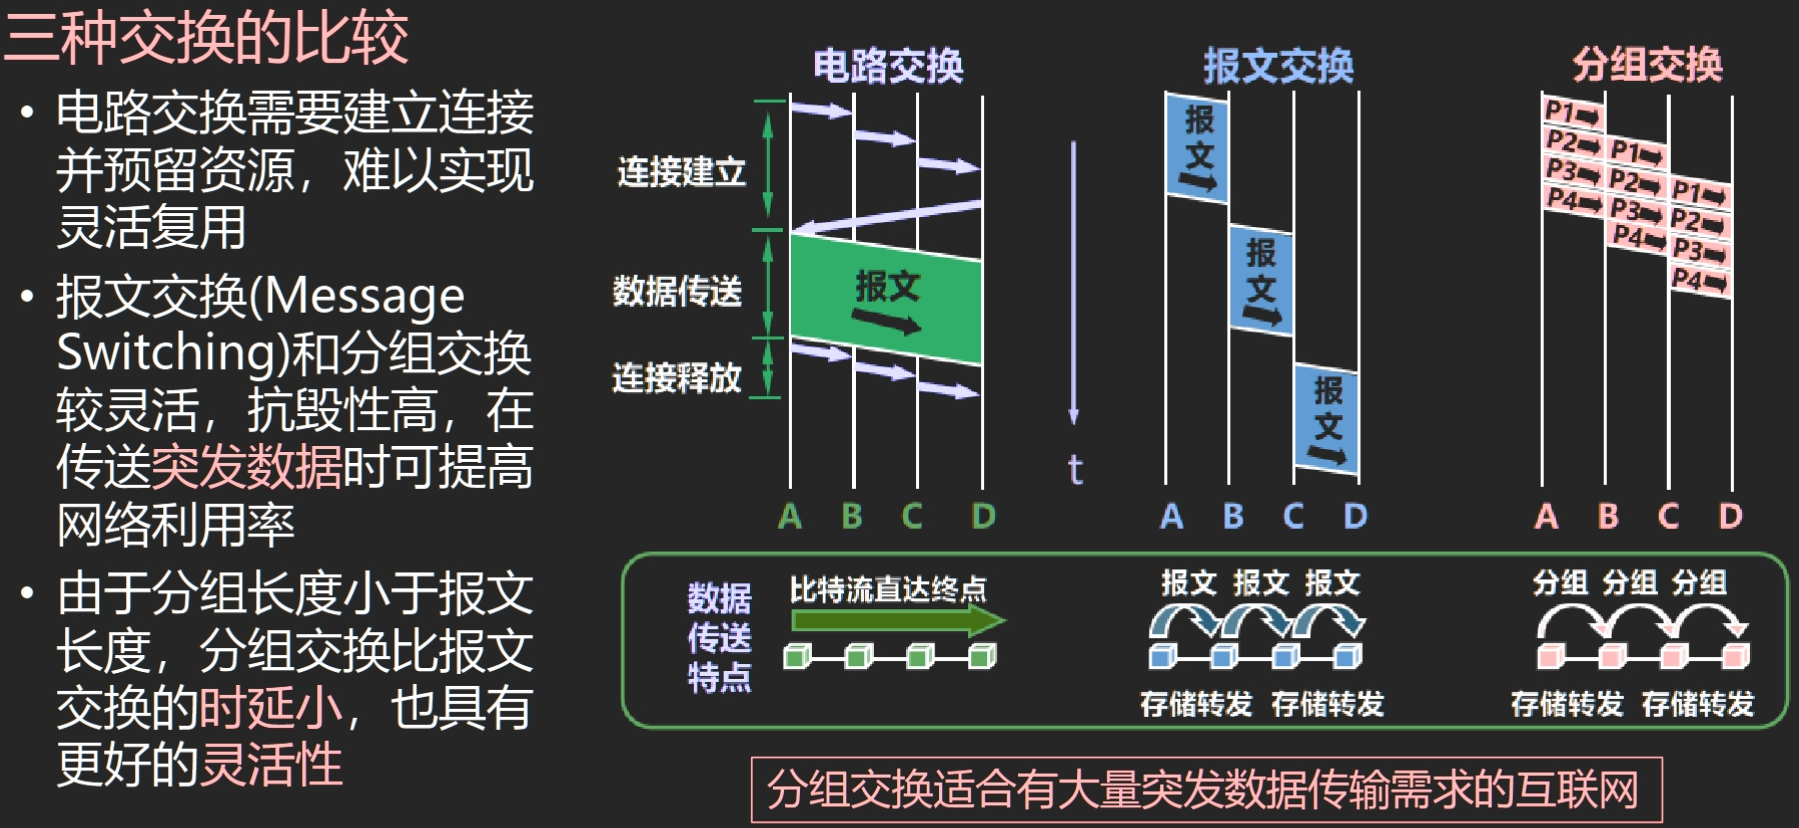 三种交换的比较
• 电路交换需要建立连接
并预留资源，难以实现
灵活复用
• 报文交换(Message
Switching)和分组交换
较灵活，抗毁性高，在
传送突发数据时可提高
网络利用率
• 由于分组长度小于报文
长度，分组交换比报文
交换的时延小，也具有
更好的灵活性
电路交换
连接建立
数据传送
报文
连接释放
A B C D
t
报文交换
报文
报文
报文
A B C D
分组交换
P1
P2 P1
P3 P2 P1
P4 P3 P2
P4 P3
P4
A B C D
数据
传送
特点
比特流直达终点
报文 报文 报文
存储转发 存储转发
分组 分组 分组
存储转发 存储转发
分组交换适合有大量突发数据传输需求的互联网